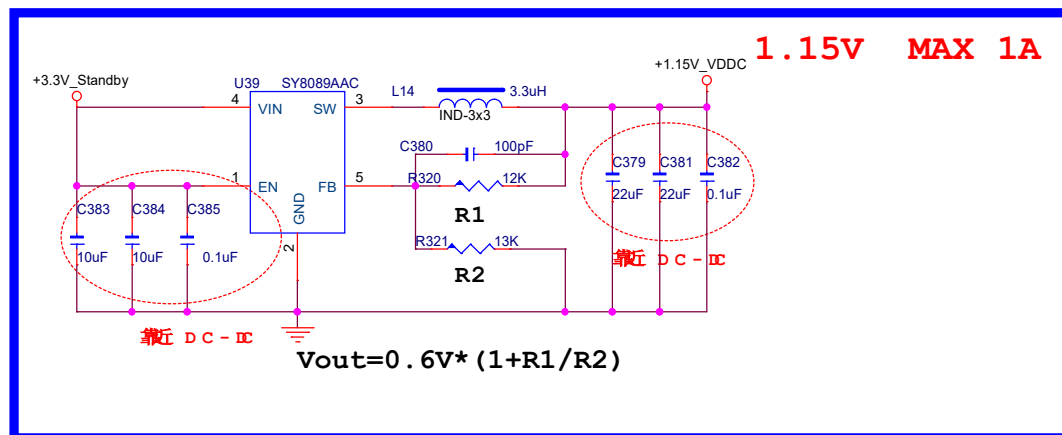 1.15V MAX 1A
+3.3V_Standby
+1.15V_VDDC
U39 SY8089AAC
L14 3.3uH
IND-3x3
4 VIN SW 3
C380 100pF
R320 12K
R1
1 EN FB 5
GND
2
R321 13K
R2
C383 C384 C385
10uF 10uF 0.1uF
C379 C381 C382
22uF 22uF 0.1uF
靠近 DC-DC
靠近 DC-DC
Vout=0.6V*(1+R1/R2)